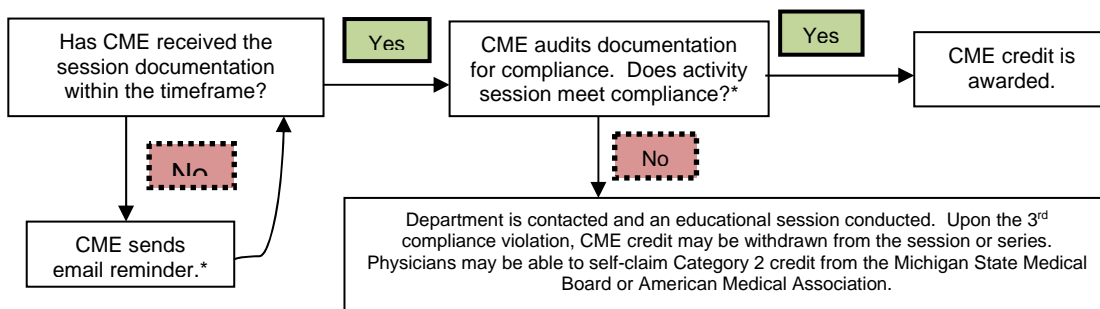 Has CME received the
session documentation
within the timeframe?
Yes
CME audits documentation
for compliance.  Does activity
session meet compliance?*
Yes
CME credit is
awarded.
No
CME sends
email reminder.*
No
Department is contacted and an educational session conducted.  Upon the 3rd
compliance violation, CME credit may be withdrawn from the session or series.
Physicians may be able to self-claim Category 2 credit from the Michigan State Medical
Board or American Medical Association.